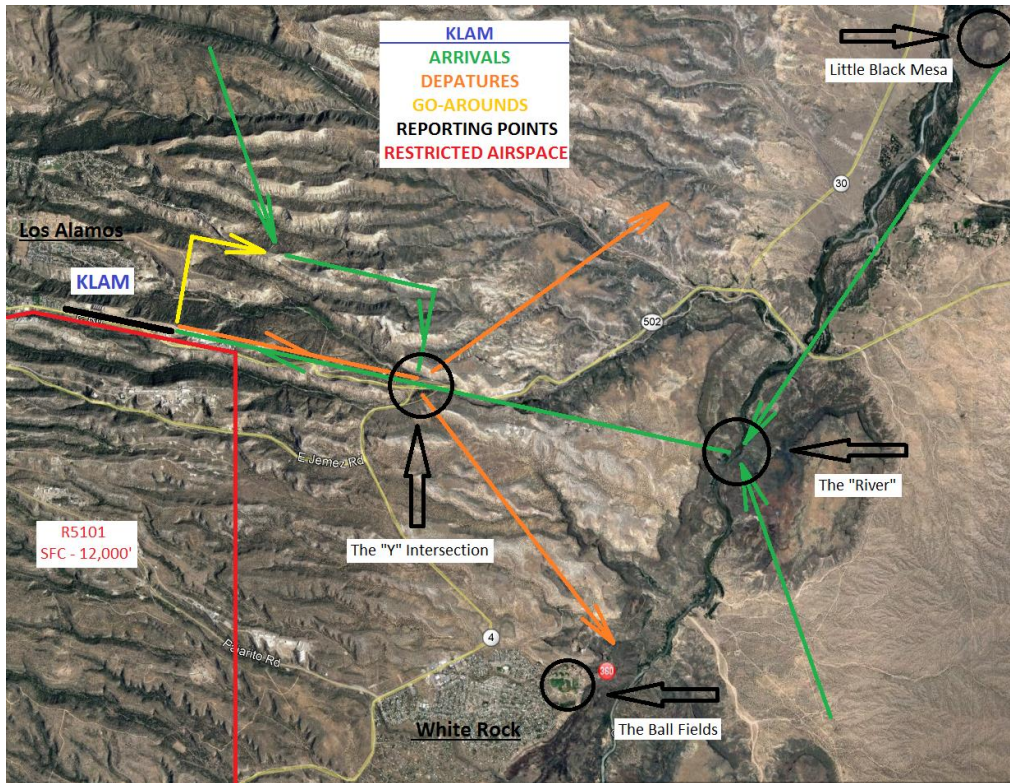 KLAM
ARRIVALS
DEPATURES
GO-AROUNDS
REPORTING POINTS
RESTRICTED AIRSPACE
Little Black Mesa
30
Los Alamos
KLAM
502
E Jemez Rd
The "River"
The "Y" Intersection
R5101
SFC - 12,000'
4
Pajarito Rd
360
White Rock
The Ball Fields